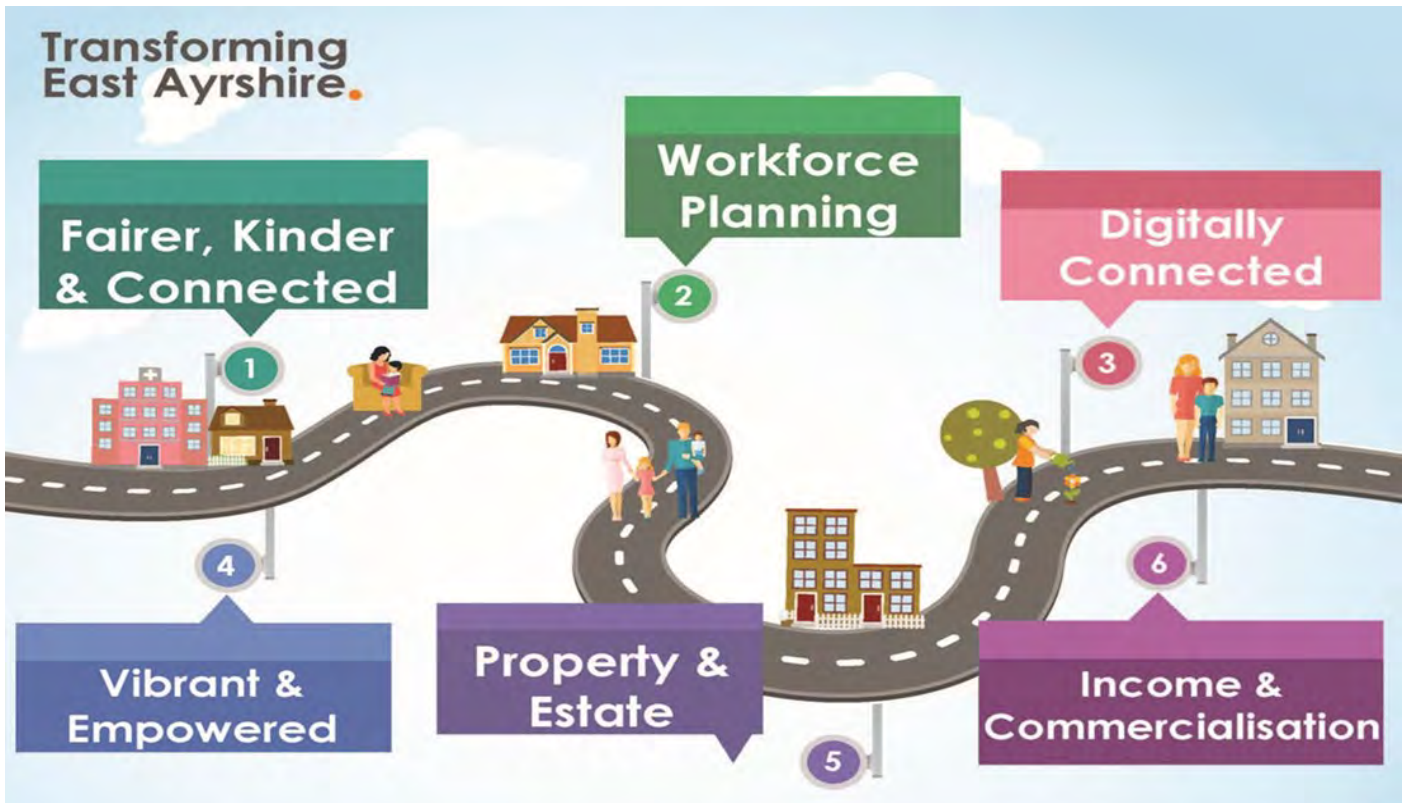 Transforming
East Ayrshire.
Fairer, Kinder
& Connected
1
Workforce
Planning
2
Digitally
Connected
3
4
Vibrant &
Empowered
Property &
Estate
5
6
Income &
Commercialisation